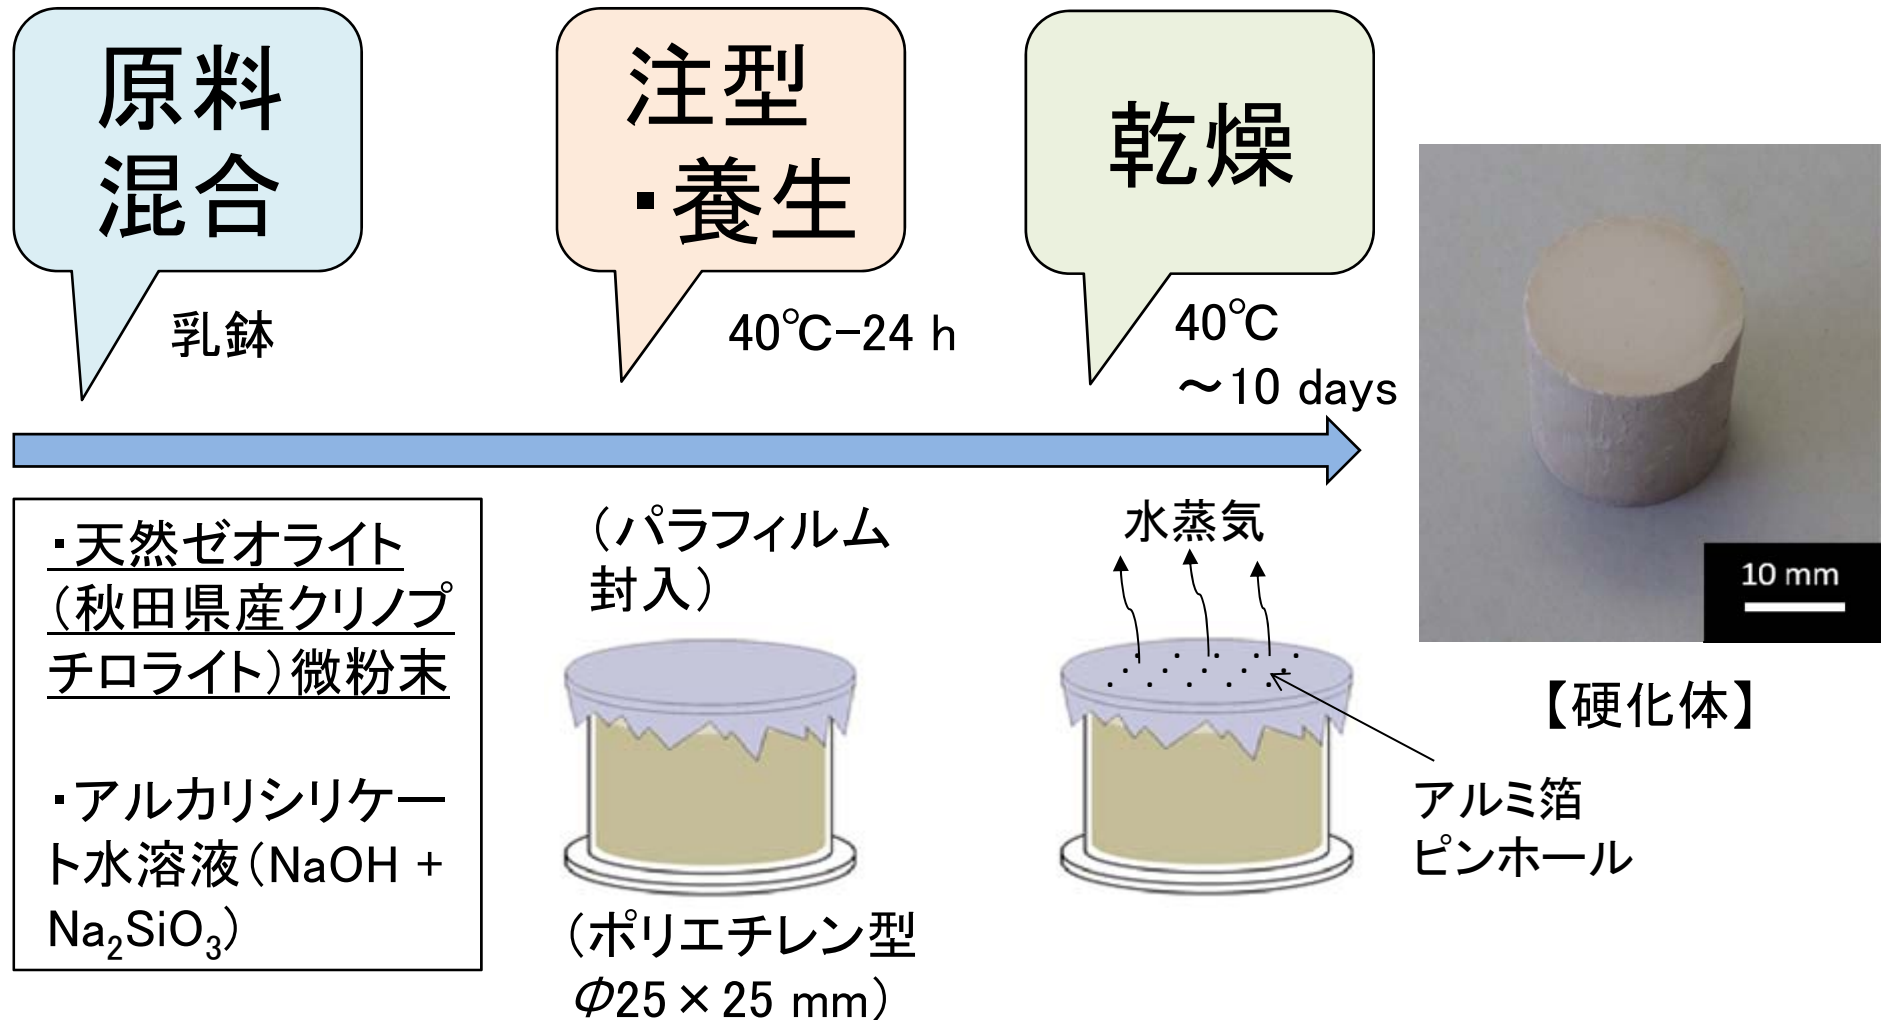 原料
混合
乳鉢
注型
・養生
40℃-24 h
乾燥
40℃
～10 days
・天然ゼオライト
（秋田県産クリノプ
チロライト）微粉末
・アルカリシリケー
ト水溶液（NaOH +
Na₂SiO₃）
（パラフィルム
封入）
（ポリエチレン型
Φ25×25 mm）
水蒸気
アルミ箔
ピンホール
10 mm
【硬化体】